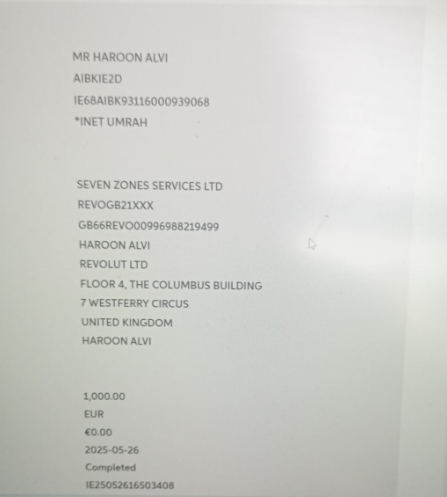 MR HAROON ALVI
AIBKIE2D
IE68AIBK93116000939068
*INET UMRAH
SEVEN ZONES SERVICES LTD
REVOGB21XXX
GB66REVO00996988219499
HAROON ALVI
REVOLUT LTD
FLOOR 4, THE COLUMBUS BUILDING
7 WESTFERRY CIRCUS
UNITED KINGDOM
HAROON ALVI
1,000.00
EUR
€0.00
2025-05-26
Completed
IE25052616503408